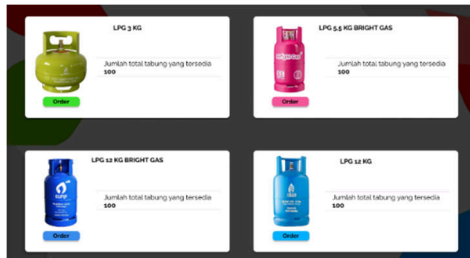 LPG 3 KG
Jumlah total tabung yang tersedia
100
Order
LPG 5.5 KG BRIGHT GAS
Jumlah total tabung yang tersedia
100
Order
LPG 12 KG BRIGHT GAS
Jumlah total tabung yang tersedia
100
Order
LPG 12 KG
Jumlah total tabung yang tersedia
100
Order